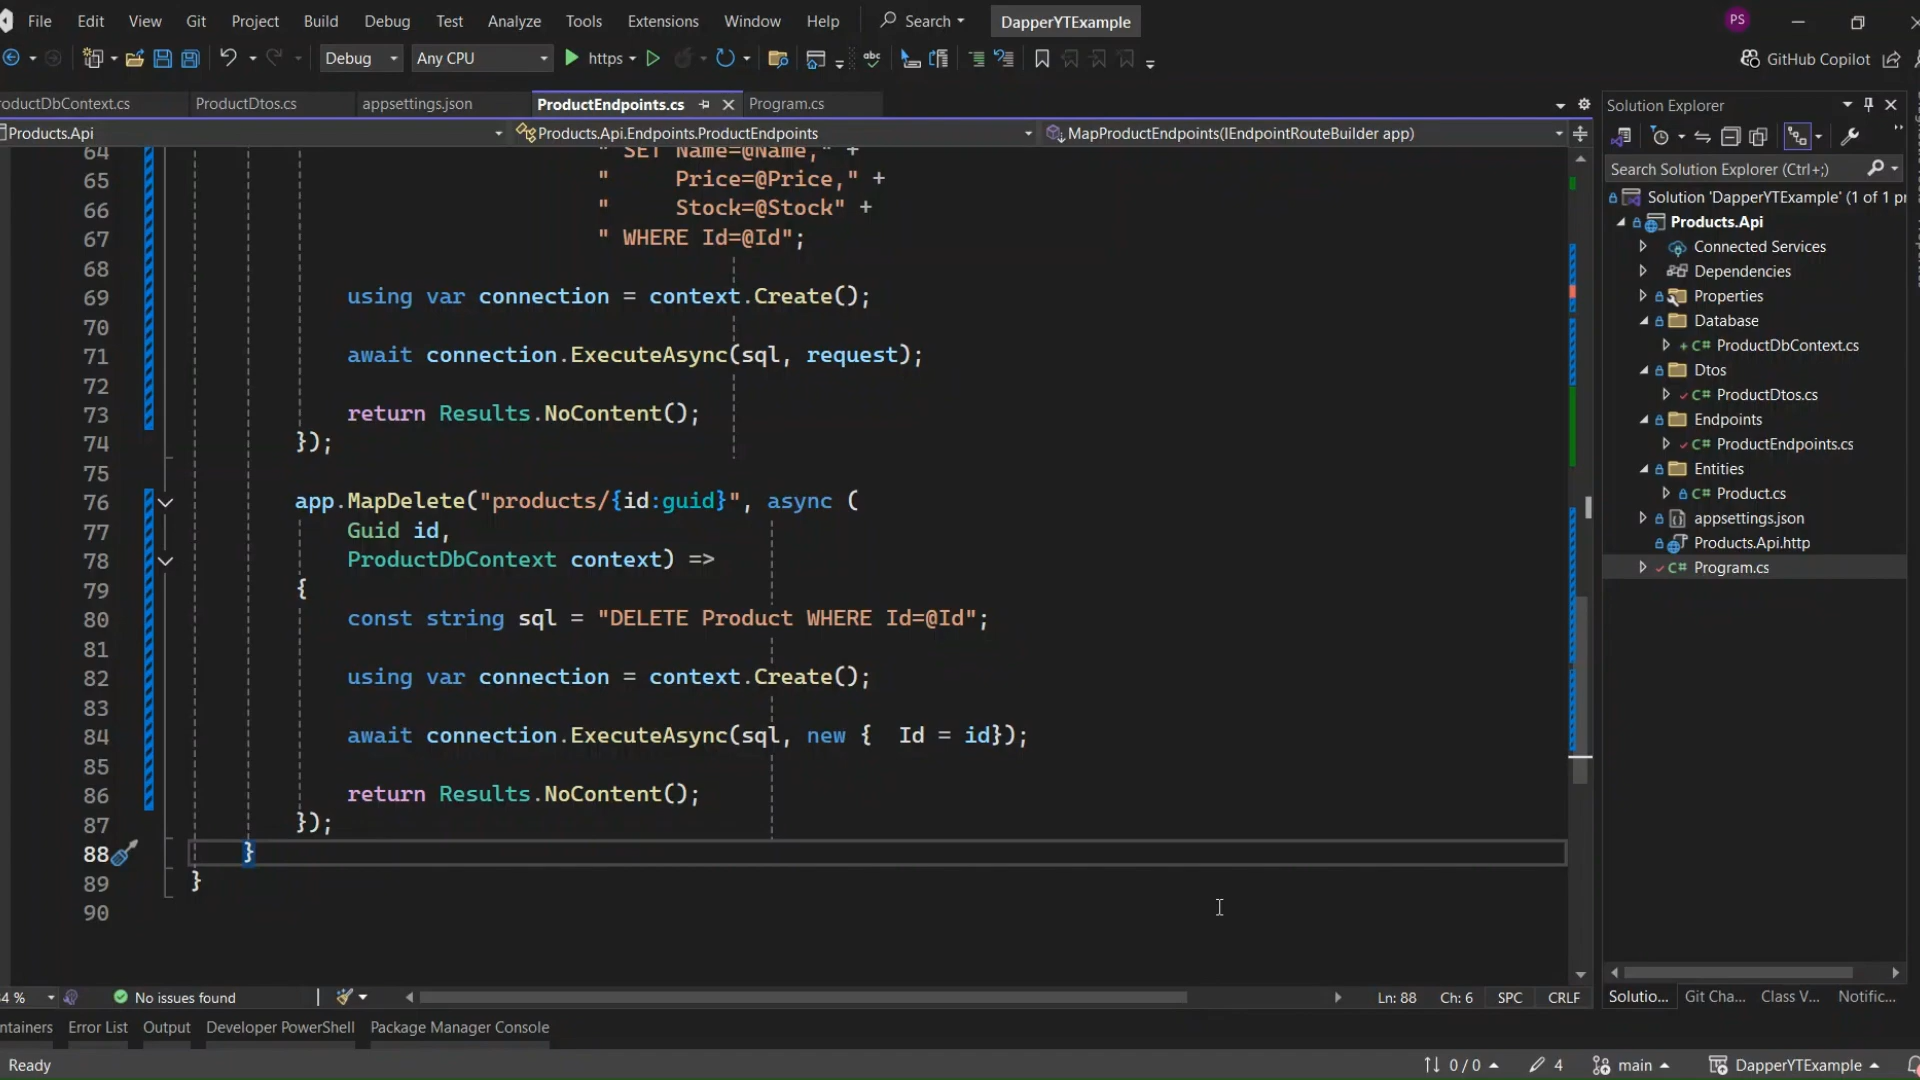 File Edit View Git Project Build Debug Test Analyze Tools Extensions Window Help Search DapperYTExample PS
Debug Any CPU https GitHub Copilot
roductDbContext.cs ProductDtos.cs appsettings.json ProductEndpoints.cs Program.cs
Products.Api Products.Api.Endpoints.ProductEndpoints MapProductEndpoints(IEndpointRouteBuilder app)
64 " SET Name=@Name," +
65 " Price=@Price," +
66 " Stock=@Stock" +
67 " WHERE Id=@Id";
68
69 using var connection = context.Create();
70
71 await connection.ExecuteAsync(sql, request);
72
73 return Results.NoContent();
74 });
75
76 app.MapDelete("products/{id:guid}", async (
77 Guid id,
78 ProductDbContext context) =>
79 {
80 const string sql = "DELETE Product WHERE Id=@Id";
81
82 using var connection = context.Create();
83
84 await connection.ExecuteAsync(sql, new {  Id = id});
85
86 return Results.NoContent();
87 });
88 }
89 }
90
4 % No issues found Ln: 88 Ch: 6 SPC CRLF
ntainers Error List Output Developer PowerShell Package Manager Console
Ready 0 / 0 4 main DapperYTExample
Solution Explorer
Search Solution Explorer (Ctrl+;)
Solution 'DapperYTExample' (1 of 1 pr
Products.Api
Connected Services
Dependencies
Properties
Database
C# ProductDbContext.cs
Dtos
C# ProductDtos.cs
Endpoints
C# ProductEndpoints.cs
Entities
C# Product.cs
appsettings.json
Products.Api.http
C# Program.cs
Solutio... Git Cha... Class V... Notific...